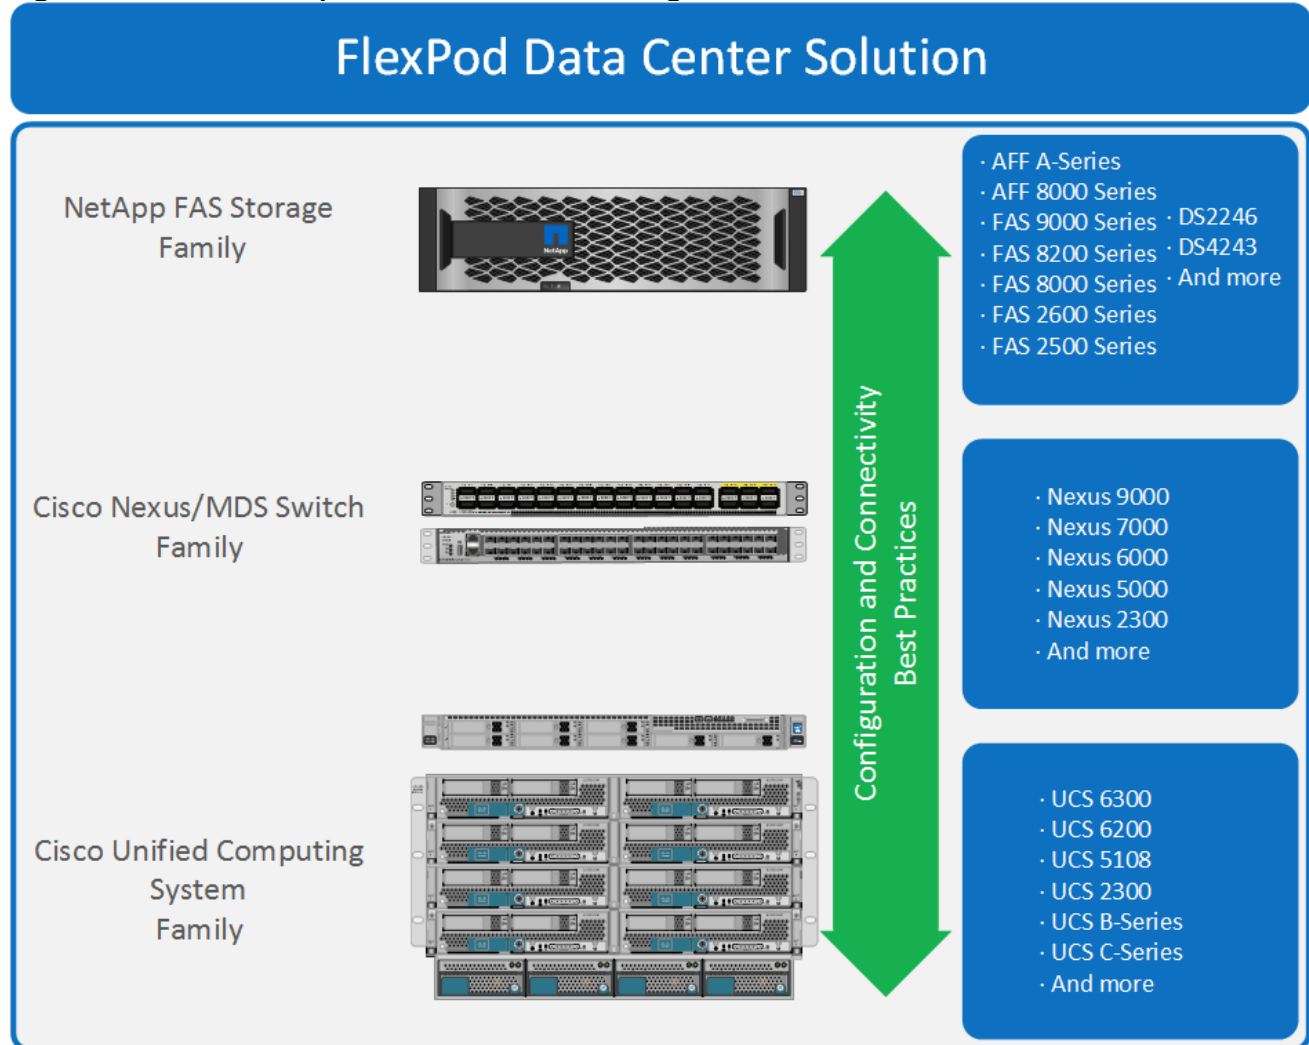 FlexPod Data Center Solution
NetApp FAS Storage
Family
NetApp
· AFF A-Series
· AFF 8000 Series
· FAS 9000 Series
· FAS 8200 Series
· FAS 8000 Series
· FAS 2600 Series
· FAS 2500 Series
· DS2246
· DS4243
· And more
Configuration and Connectivity
Best Practices
Cisco Nexus/MDS Switch
Family
· Nexus 9000
· Nexus 7000
· Nexus 6000
· Nexus 5000
· Nexus 2300
· And more
Cisco Unified Computing
System
Family
· UCS 6300
· UCS 6200
· UCS 5108
· UCS 2300
· UCS B-Series
· UCS C-Series
· And more